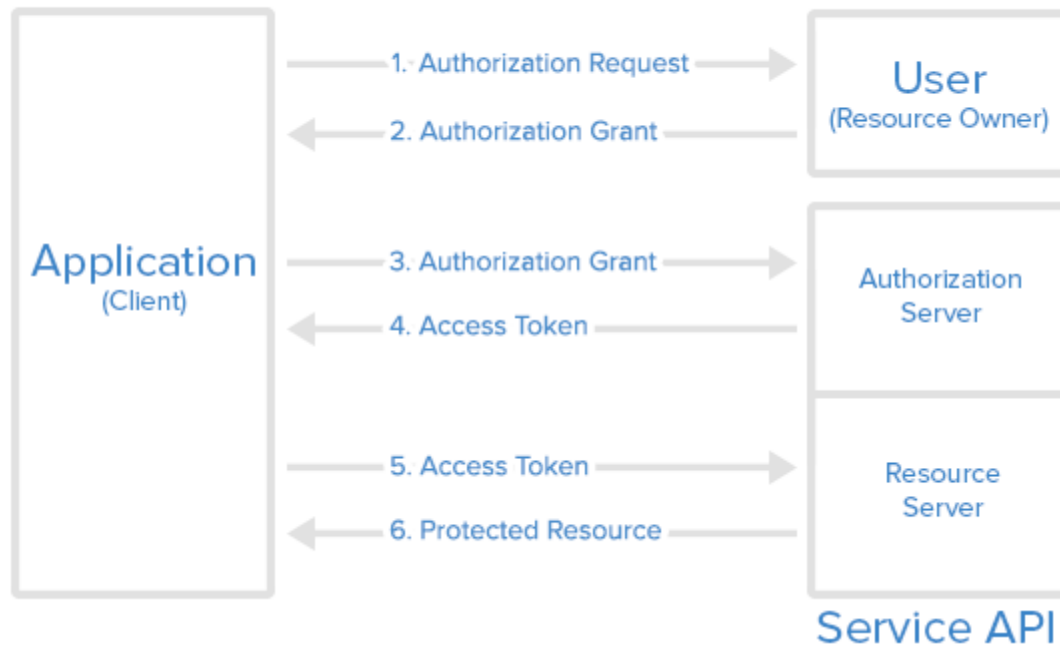 1. Authorization Request
User
(Resource Owner)
2. Authorization Grant
Application
(Client)
3. Authorization Grant
Authorization
Server
4. Access Token
5. Access Token
Resource
Server
6. Protected Resource
Service API